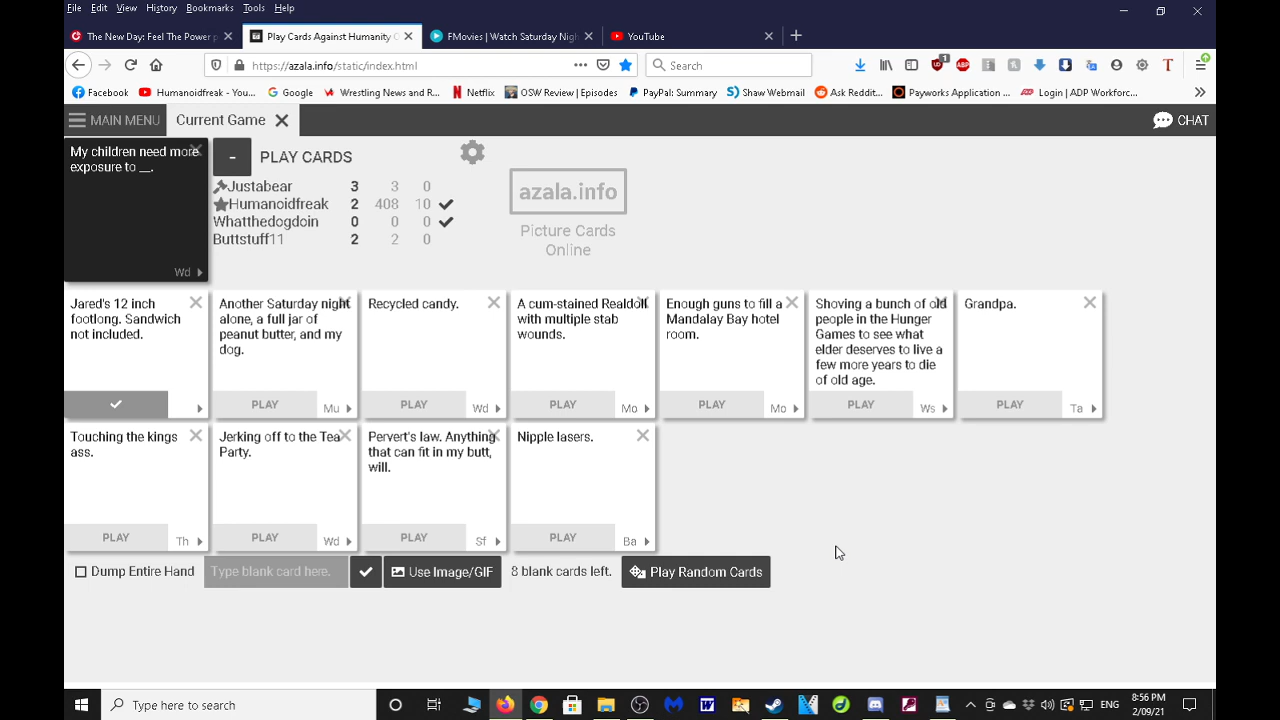 File Edit View History Bookmarks Tools Help
The New Day: Feel The Power p
Play Cards Against Humanity O
FMovies | Watch Saturday Nigh
YouTube
https://azala.info/static/index.html
Search
Facebook
Humanoidfreak - You...
Google
Wrestling News and R...
Netflix
OSW Review | Episodes
PayPal: Summary
Shaw Webmail
Ask Reddit...
Payworks Application ...
Login | ADP Workforc...
MAIN MENU
Current Game
CHAT
My children need more
exposure to __.
Wd
-
PLAY CARDS
Justabear 3 3 0
Humanoidfreak 2 408 10
Whatthedogdoin 0 0 0
Buttstuff11 2 2 0
azala.info
Picture Cards
Online
Jared's 12 inch
footlong. Sandwich
not included.
Another Saturday night
alone, a full jar of
peanut butter, and my
dog.
PLAY
Mu
Recycled candy.
PLAY
Wd
A cum-stained Realdoll
with multiple stab
wounds.
PLAY
Mo
Enough guns to fill a
Mandalay Bay hotel
room.
PLAY
Mo
Shoving a bunch of old
people in the Hunger
Games to see what
elder deserves to live a
few more years to die
of old age.
PLAY
Ws
Grandpa.
PLAY
Ta
Touching the kings
ass.
PLAY
Th
Jerking off to the Tea
Party.
PLAY
Wd
Pervert's law. Anything
that can fit in my butt,
will.
PLAY
Sf
Nipple lasers.
PLAY
Ba
Dump Entire Hand
Type blank card here.
Use Image/GIF
8 blank cards left.
Play Random Cards
Type here to search
ENG
8:56 PM
2/09/21